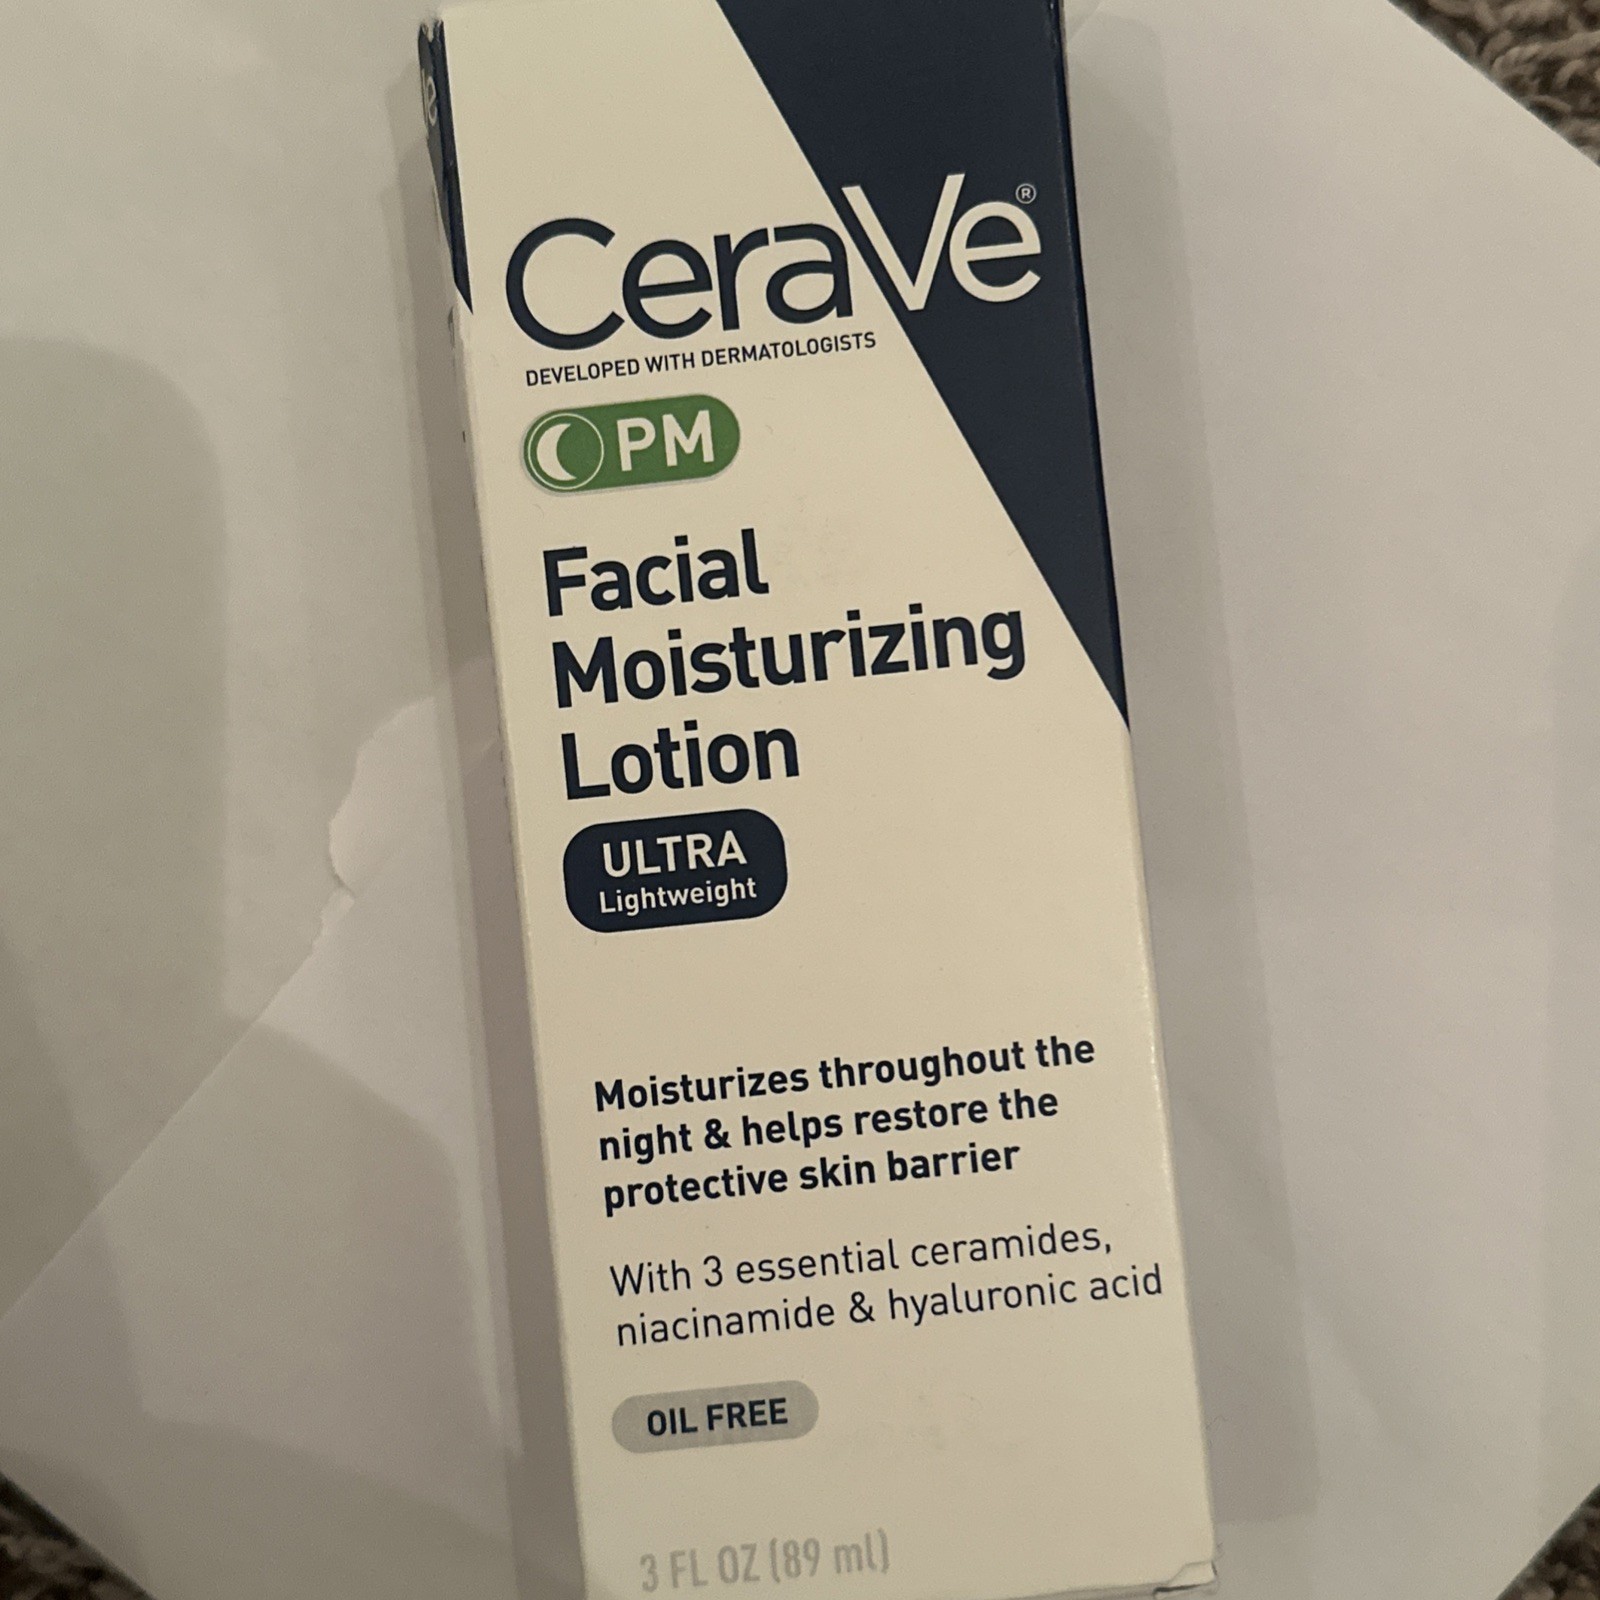 CeraVe®
DEVELOPED WITH DERMATOLOGISTS
PM
Facial
Moisturizing
Lotion
ULTRA
Lightweight
Moisturizes throughout the
night & helps restore the
protective skin barrier
With 3 essential ceramides,
niacinamide & hyaluronic acid
OIL FREE
3 FL OZ (89 ml)